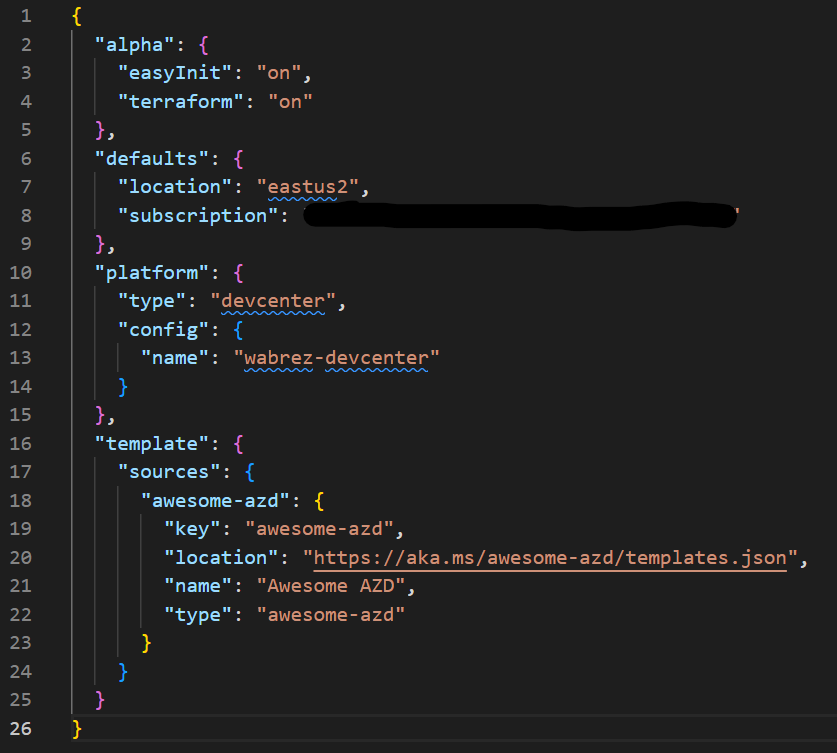 1 {
2 "alpha": {
3 "easyInit": "on",
4 "terraform": "on"
5 },
6 "defaults": {
7 "location": "eastus2",
8 "subscription": "
9 },
10 "platform": {
11 "type": "devcenter",
12 "config": {
13 "name": "wabrez-devcenter"
14 }
15 },
16 "template": {
17 "sources": {
18 "awesome-azd": {
19 "key": "awesome-azd",
20 "location": "https://aka.ms/awesome-azd/templates.json",
21 "name": "Awesome AZD",
22 "type": "awesome-azd"
23 }
24 }
25 }
26 }